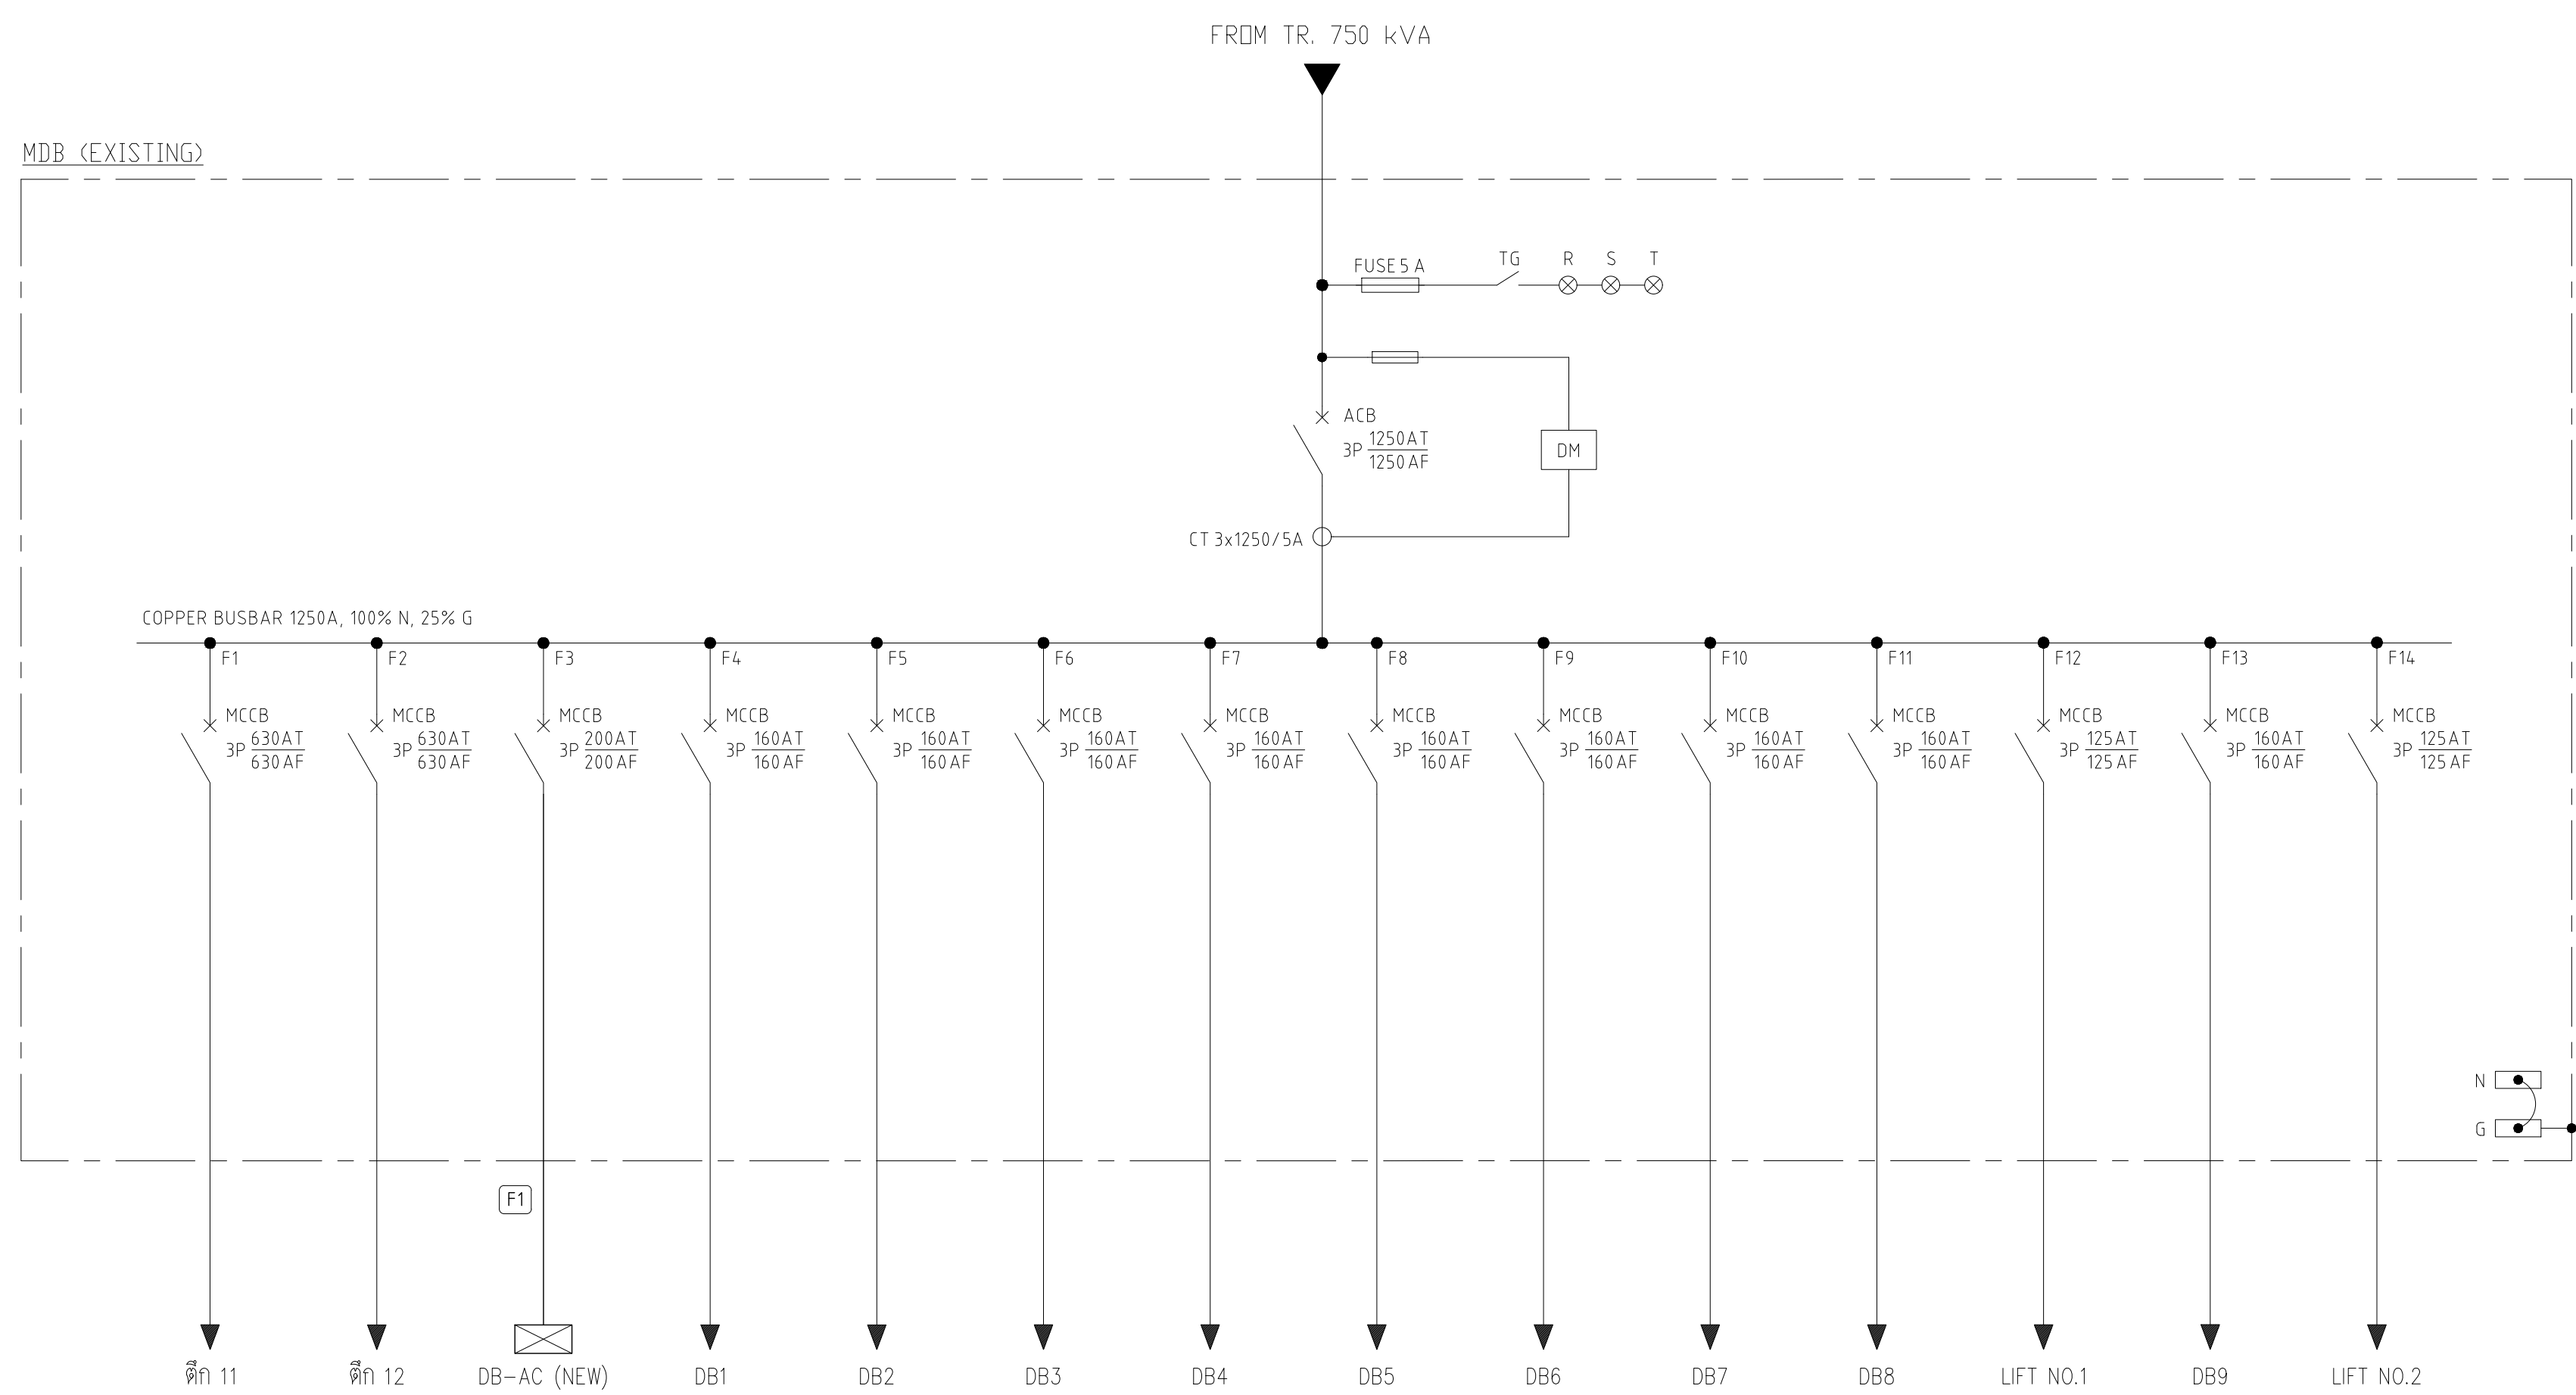 FROM TR. 750 kVA
MDB (EXISTING)
FUSE 5 A
TG
R
S
T
ACB
3P 1250AT
1250AF
DM
CT 3x1250/5A
COPPER BUSBAR 1250A, 100% N, 25% G
F1
F2
F3
F4
F5
F6
F7
F8
F9
F10
F11
F12
F13
F14
MCCB
3P 630AT
630AF
MCCB
3P 630AT
630AF
MCCB
3P 200AT
200AF
MCCB
3P 160AT
160AF
MCCB
3P 160AT
160AF
MCCB
3P 160AT
160AF
MCCB
3P 160AT
160AF
MCCB
3P 160AT
160AF
MCCB
3P 160AT
160AF
MCCB
3P 160AT
160AF
MCCB
3P 160AT
160AF
MCCB
3P 125AT
125AF
MCCB
3P 160AT
160AF
MCCB
3P 125AT
125AF
N
G
F1
ตึก 11
ตึก 12
DB-AC (NEW)
DB1
DB2
DB3
DB4
DB5
DB6
DB7
DB8
LIFT NO.1
DB9
LIFT NO.2